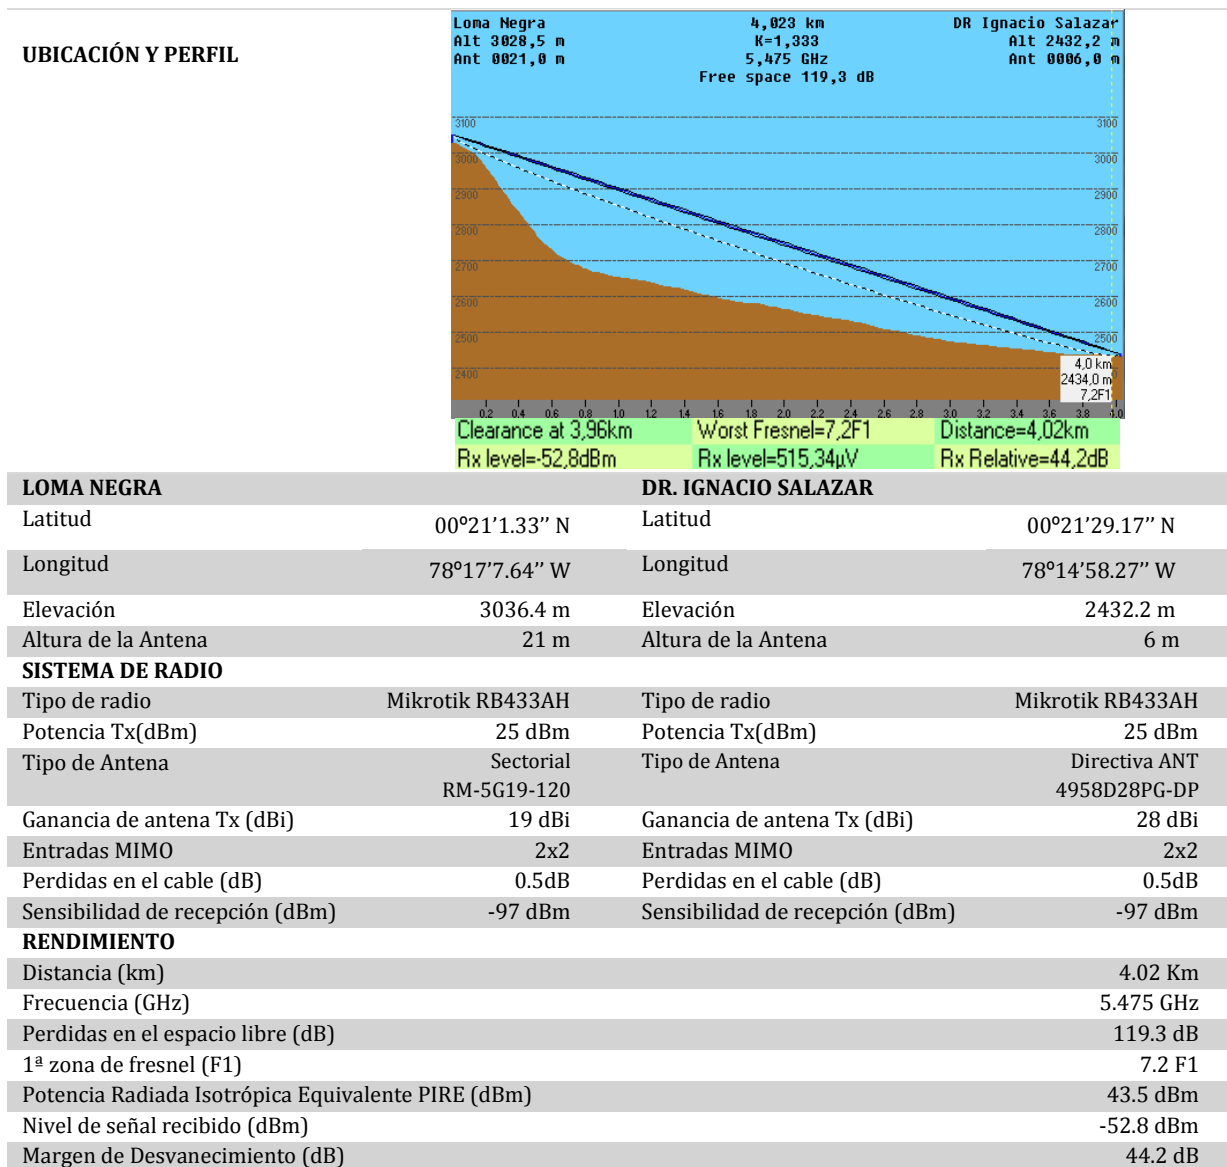 UBICACIÓN Y PERFIL
Loma Negra 4,023 km DR Ignacio Salazar
Alt 3028,5 m K=1,333 Alt 2432,2 m
Ant 0021,0 m 5,475 GHz Ant 0006,0 m
Free space 119,3 dB
3100 3100
3000 3000
2900 2900
2800 2800
2700 2700
2600 2600
2500 2500
2400
4,0 km
2434,0 m
7,2F1
0.2 0.4 0.6 0.8 1.0 1.2 1.4 1.6 1.8 2.0 2.2 2.4 2.6 2.8 3.0 3.2 3.4 3.6 3.8 4.0
Clearance at 3,96km Worst Fresnel=7,2F1 Distance=4,02km
Rx level=-52,8dBm Rx level=515,34µV Rx Relative=44,2dB
LOMA NEGRA DR. IGNACIO SALAZAR
Latitud 00º21’1.33’’ N Latitud 00º21’29.17’’ N
Longitud 78º17’7.64’’ W Longitud 78º14’58.27’’ W
Elevación 3036.4 m Elevación 2432.2 m
Altura de la Antena 21 m Altura de la Antena 6 m
SISTEMA DE RADIO
Tipo de radio Mikrotik RB433AH Tipo de radio Mikrotik RB433AH
Potencia Tx(dBm) 25 dBm Potencia Tx(dBm) 25 dBm
Tipo de Antena Sectorial Tipo de Antena Directiva ANT
RM-5G19-120 4958D28PG-DP
Ganancia de antena Tx (dBi) 19 dBi Ganancia de antena Tx (dBi) 28 dBi
Entradas MIMO 2x2 Entradas MIMO 2x2
Perdidas en el cable (dB) 0.5dB Perdidas en el cable (dB) 0.5dB
Sensibilidad de recepción (dBm) -97 dBm Sensibilidad de recepción (dBm) -97 dBm
RENDIMIENTO
Distancia (km) 4.02 Km
Frecuencia (GHz) 5.475 GHz
Perdidas en el espacio libre (dB) 119.3 dB
1ª zona de fresnel (F1) 7.2 F1
Potencia Radiada Isotrópica Equivalente PIRE (dBm) 43.5 dBm
Nivel de señal recibido (dBm) -52.8 dBm
Margen de Desvanecimiento (dB) 44.2 dB